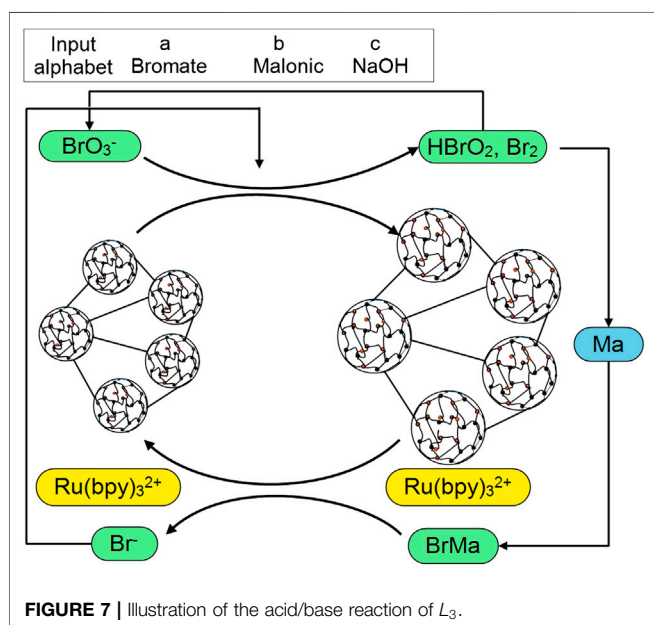 Input a b c
alphabet Bromate Malonic NaOH
BrO₃⁻ HBrO₂, Br₂
Ma
Ru(bpy)₃²⁺ Ru(bpy)₃²⁺
Br⁻ BrMa
FIGURE 7 | Illustration of the acid/base reaction of L₃.